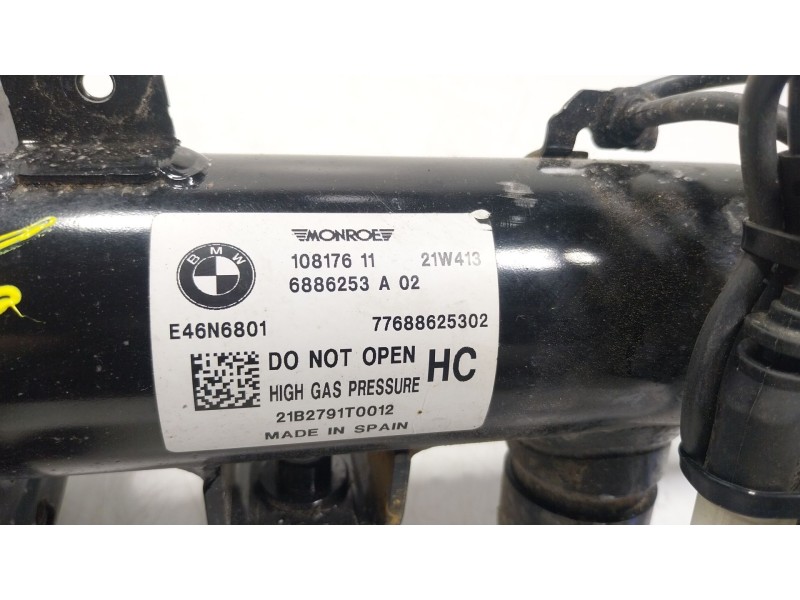 MONROE
BMW
108176 11 21W413
6886253 A 02
E46N6801 77688625302
DO NOT OPEN HC
HIGH GAS PRESSURE
21B2791T0012
MADE IN SPAIN